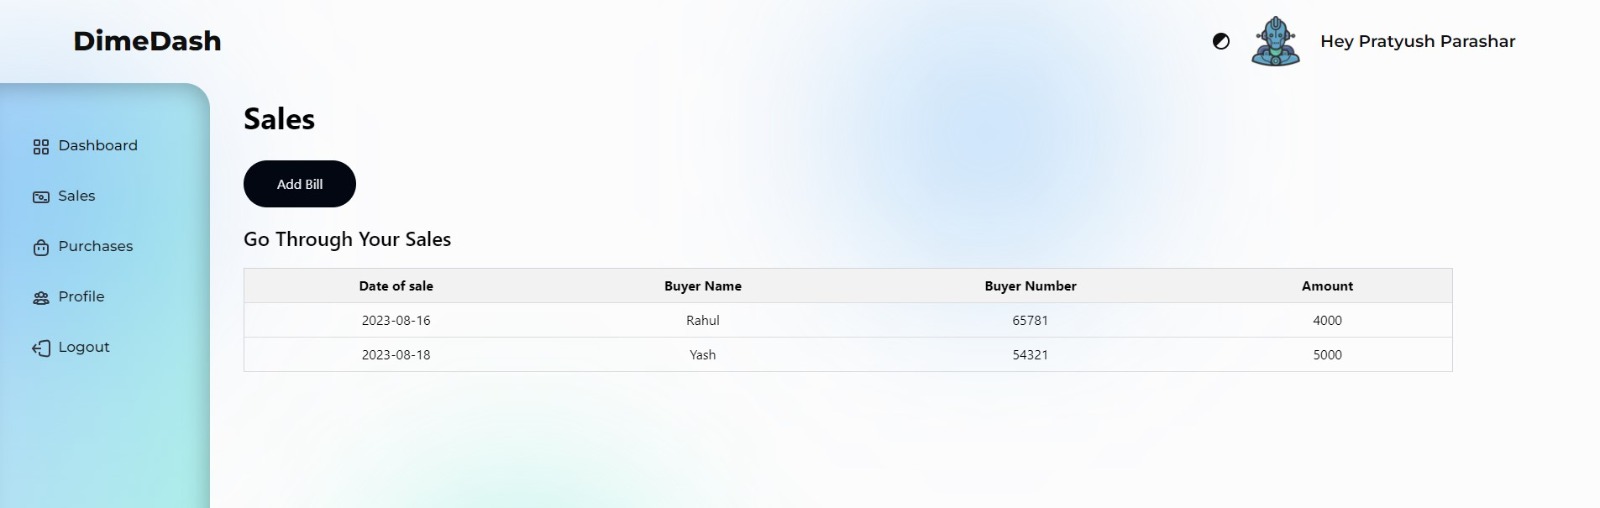 DimeDash
Hey Pratyush Parashar
Dashboard
Sales
Purchases
Profile
Logout
Sales
Add Bill
Go Through Your Sales
Date of sale Buyer Name Buyer Number Amount
2023-08-16 Rahul 65781 4000
2023-08-18 Yash 54321 5000